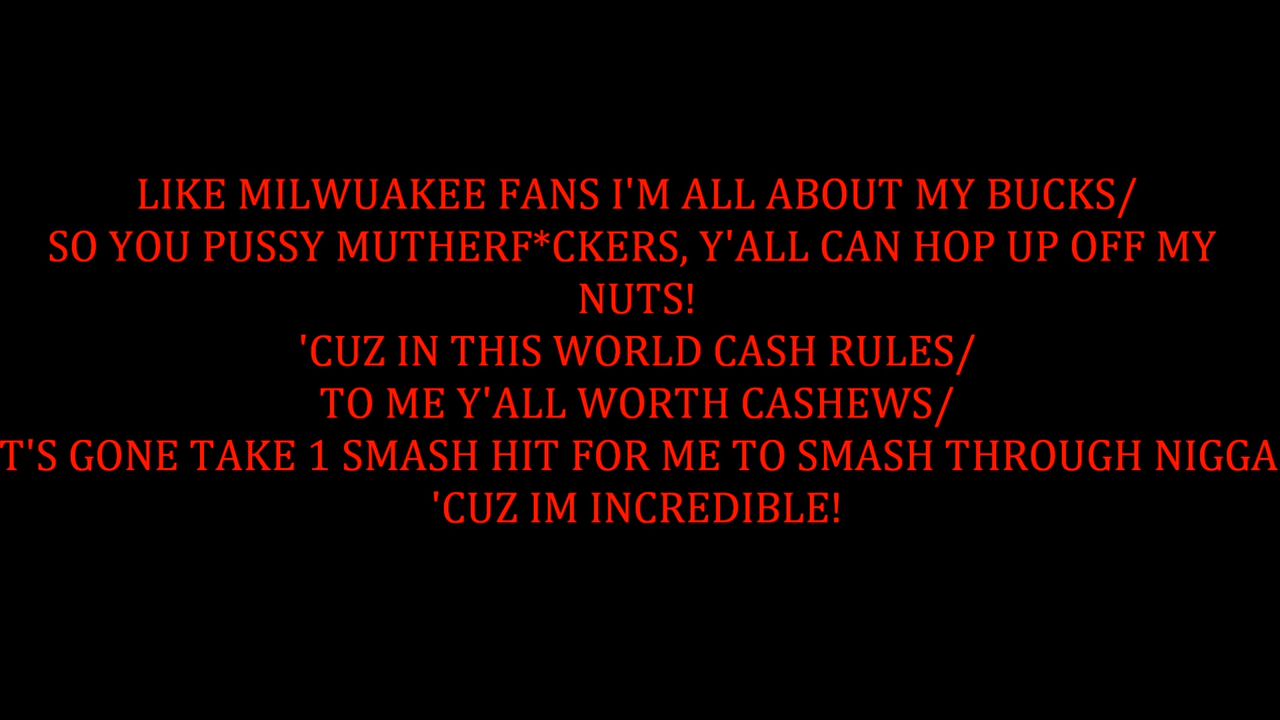 LIKE MILWUAKEE FANS I'M ALL ABOUT MY BUCKS/
SO YOU PUSSY MUTHERF*CKERS, Y'ALL CAN HOP UP OFF MY
NUTS!
'CUZ IN THIS WORLD CASH RULES/
TO ME Y'ALL WORTH CASHEWS/
T'S GONE TAKE 1 SMASH HIT FOR ME TO SMASH THROUGH NIGGA
'CUZ IM INCREDIBLE!